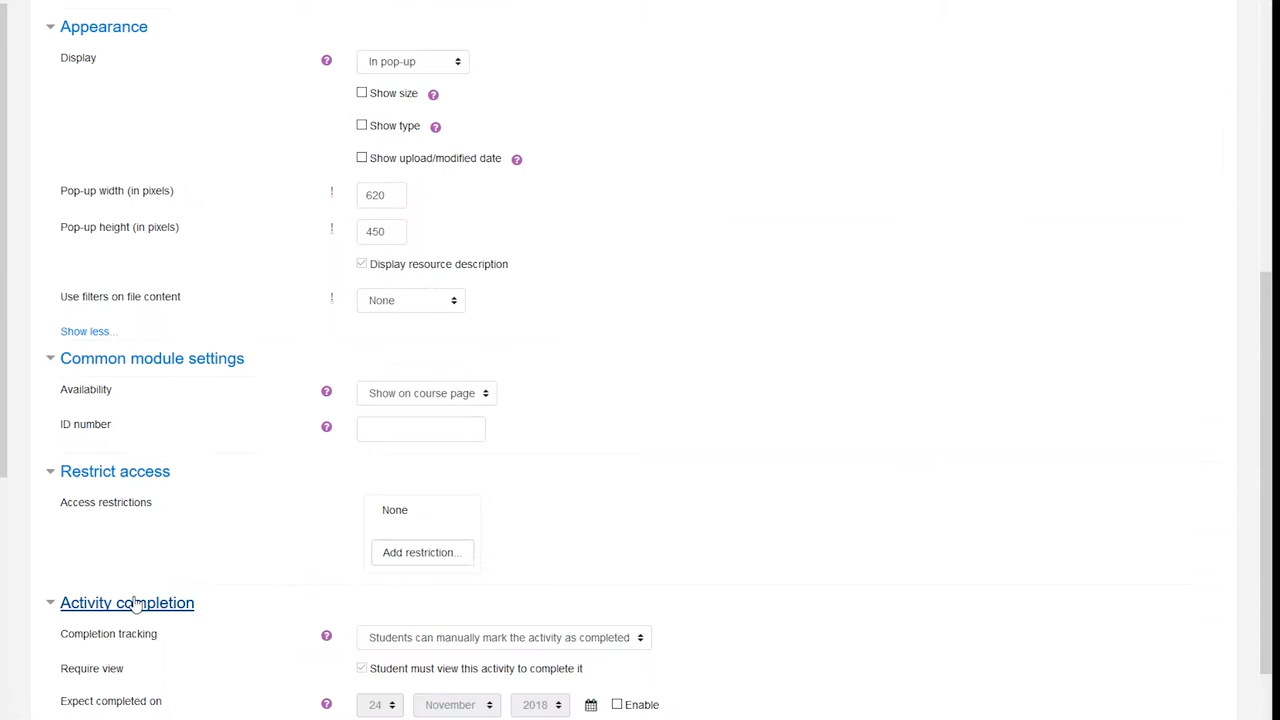 Appearance
Display
In pop-up
Show size
Show type
Show upload/modified date
Pop-up width (in pixels) ! 620
Pop-up height (in pixels) ! 450
Display resource description
Use filters on file content ! None
Show less...
Common module settings
Availability Show on course page
ID number
Restrict access
Access restrictions
None
Add restriction...
Activity completion
Completion tracking Students can manually mark the activity as completed
Require view Student must view this activity to complete it
Expect completed on 24 November 2018 Enable